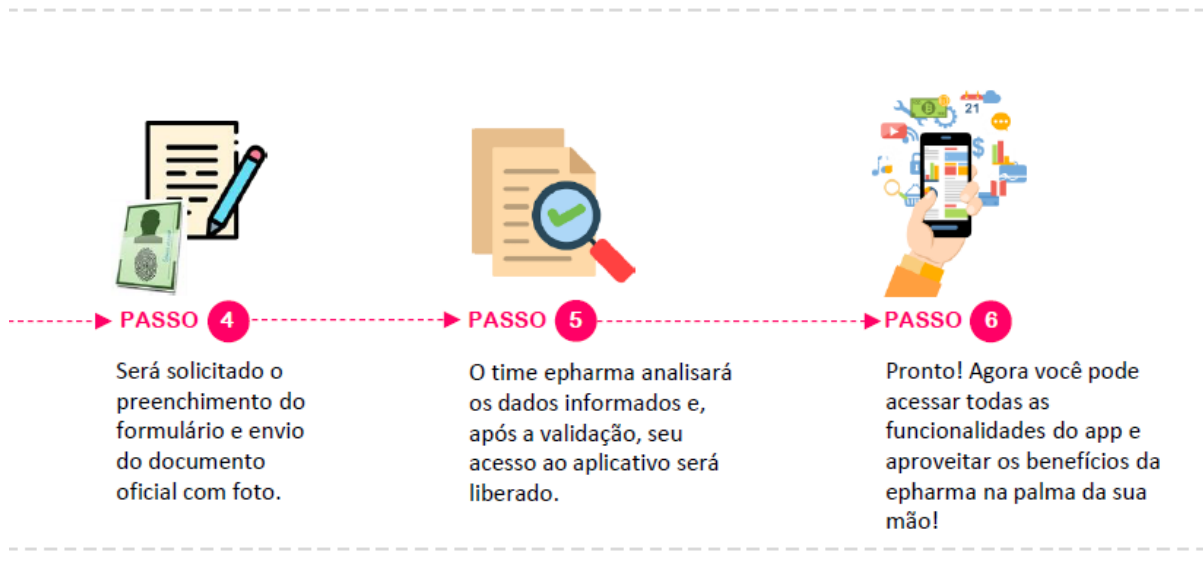 21
PASSO 4
Será solicitado o
preenchimento do
formulário e envio
do documento
oficial com foto.
PASSO 5
O time epharma analisará
os dados informados e,
após a validação, seu
acesso ao aplicativo será
liberado.
PASSO 6
Pronto! Agora você pode
acessar todas as
funcionalidades do app e
aproveitar os benefícios da
epharma na palma da sua
mão!